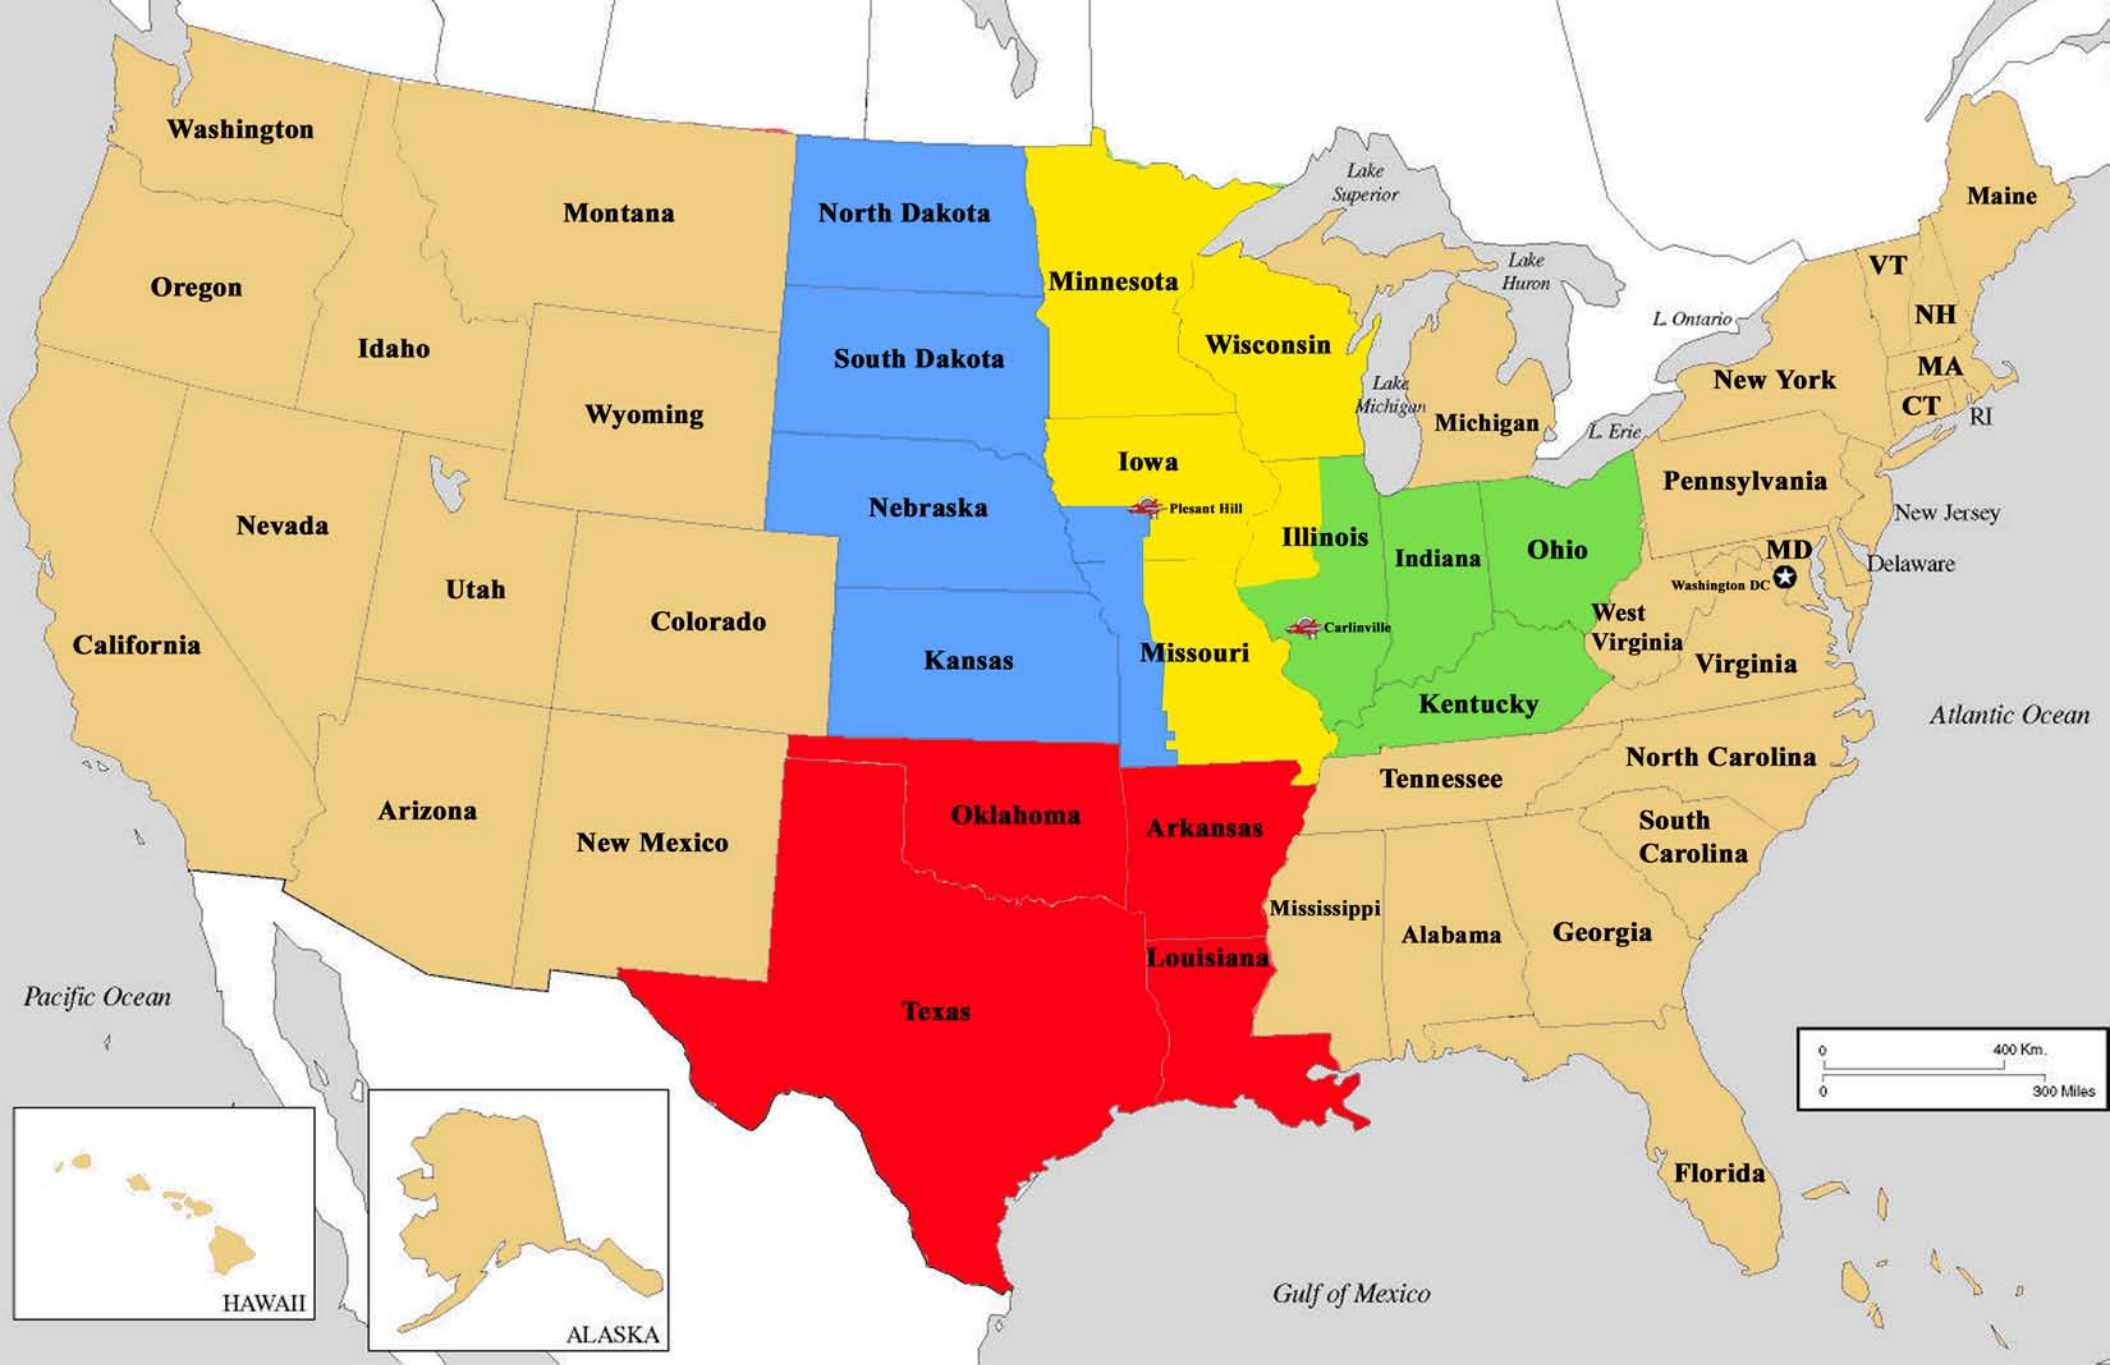 Washington
Montana
North Dakota
Minnesota
Lake
Superior
Maine
Oregon
Idaho
Wyoming
South Dakota
Wisconsin
Lake
Huron
L. Ontario
VT
NH
MA
CT
RI
New York
Lake
Michigan
Michigan
L. Erie
Iowa
Nebraska
Plesant Hill
Illinois
Indiana
Ohio
Pennsylvania
New Jersey
MD
Washington DC
Delaware
Nevada
Utah
Colorado
California
Kansas
Missouri
Carlinville
West
Virginia
Virginia
Kentucky
Atlantic Ocean
North Carolina
Tennessee
Arizona
New Mexico
Oklahoma
Arkansas
South
Carolina
Mississippi
Alabama
Georgia
Louisiana
Pacific Ocean
Texas
0
400 Km.
0
300 Miles
Florida
HAWAII
ALASKA
Gulf of Mexico